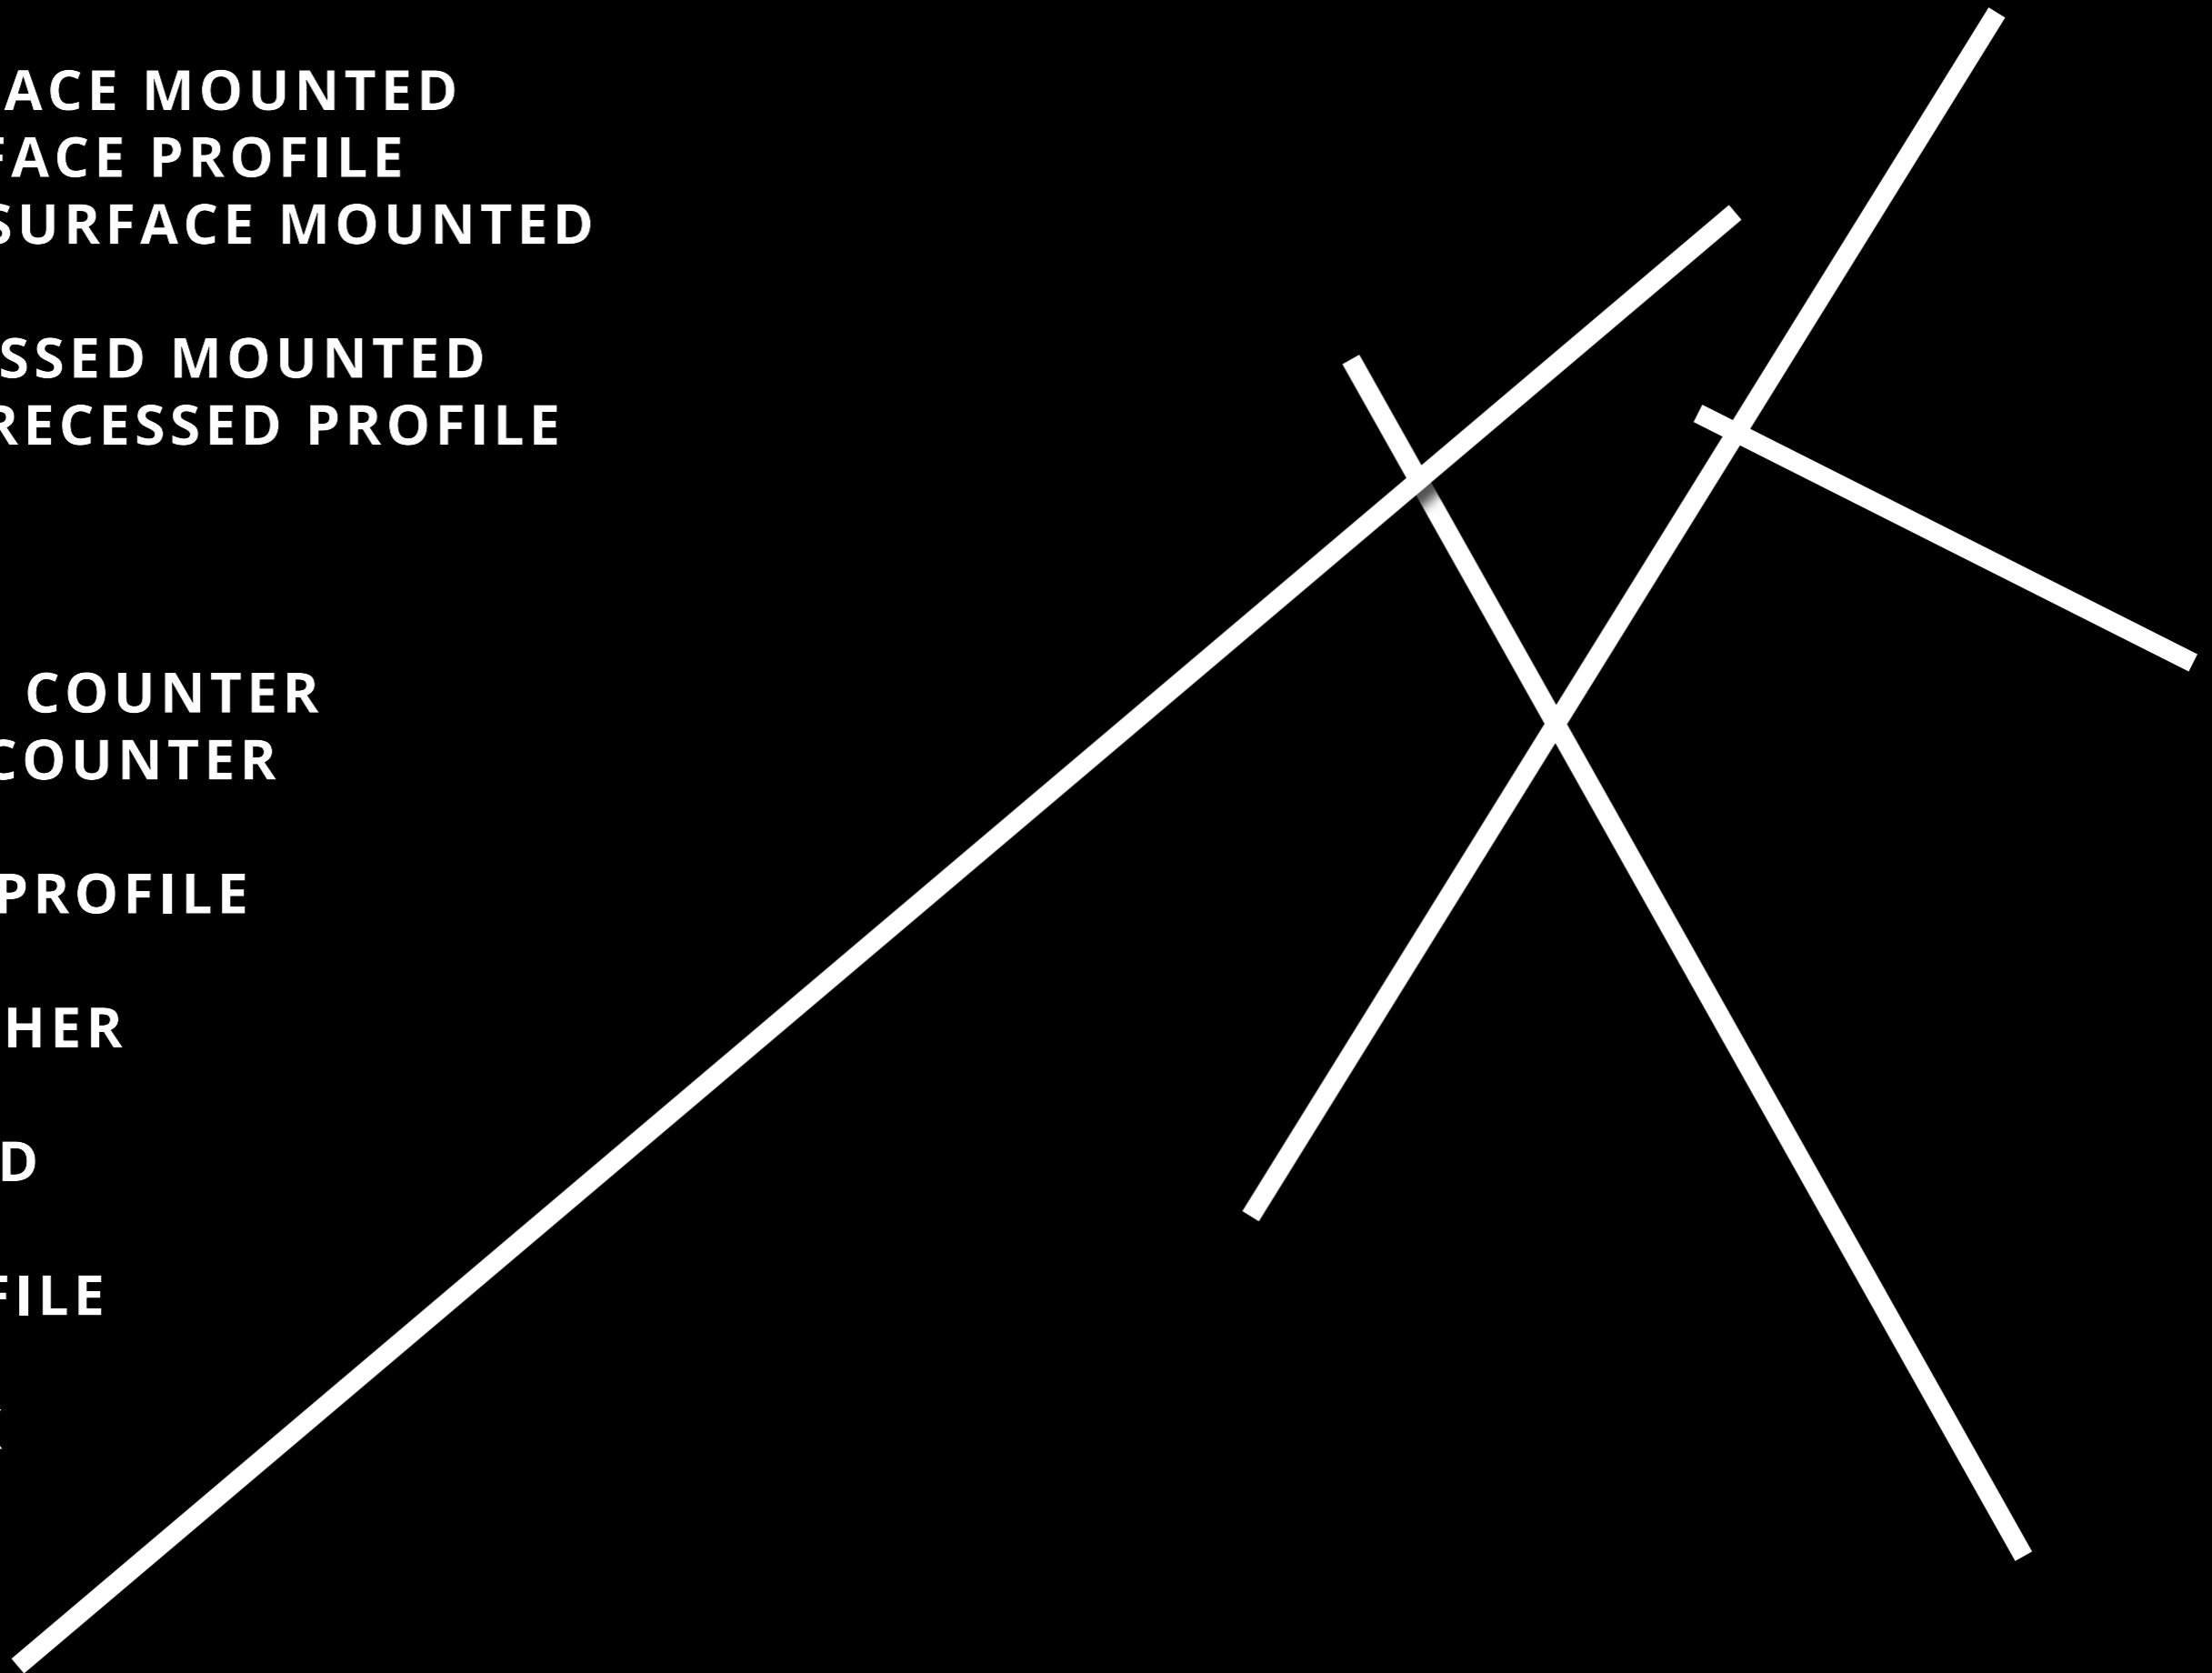 ACE MOUNTED
FACE PROFILE
SURFACE MOUNTED
SSED MOUNTED
RECESSED PROFILE
COUNTER
COUNTER
PROFILE
HER
D
FILE